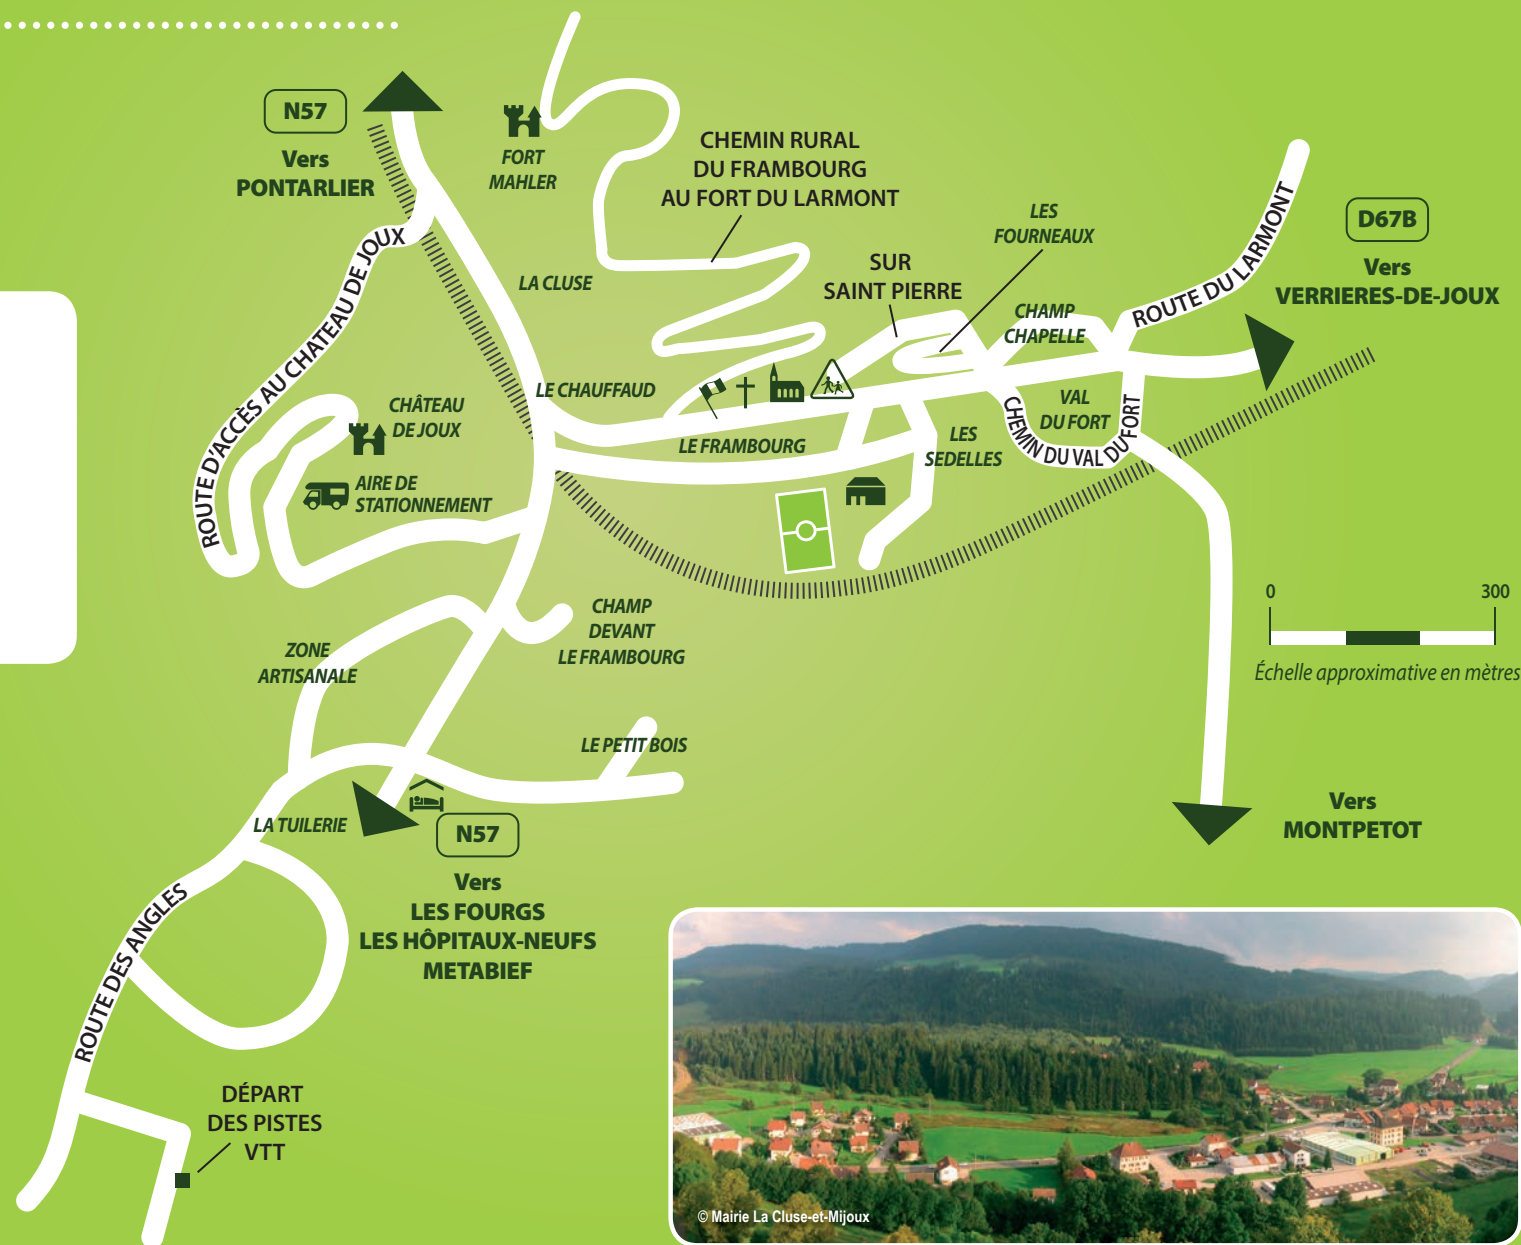 N57
Vers
PONTARLIER
FORT
MAHLER
CHEMIN RURAL
DU FRAMBOURG
AU FORT DU LARMONT
LES
FOURNEAUX
ROUTE DU LARMONT
D67B
Vers
VERRIERES-DE-JOUX
ROUTE D'ACCÈS AU CHATEAU DE JOUX
LA CLUSE
SUR
SAINT PIERRE
CHAMP
CHAPELLE
LE CHAUFFAUD
CHÂTEAU
DE JOUX
LE FRAMBOURG
LES
SEDELLES
VAL
DU FORT
CHEMIN DU VAL DU FORT
AIRE DE
STATIONNEMENT
CHAMP
DEVANT
LE FRAMBOURG
0
300
Échelle approximative en mètres
ZONE
ARTISANALE
LE PETIT BOIS
LA TUILERIE
N57
Vers
LES FOURGS
LES HÔPITAUX-NEUFS
METABIEF
Vers
MONTPETOT
ROUTE DES ANGLES
DÉPART
DES PISTES
VTT
© Mairie La Cluse-et-Mijoux